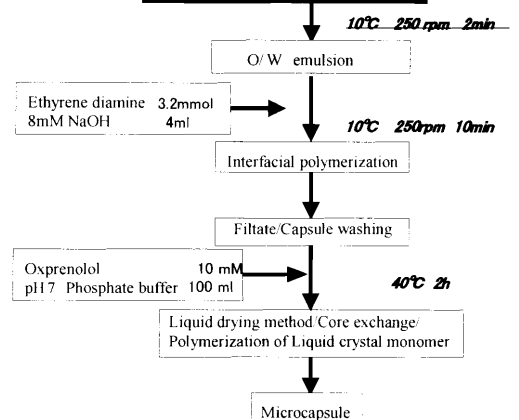 10°C 250 rpm 2min
O/W emulsion
Ethyrene diamine 3.2mmol
8mM NaOH 4ml
10°C 250rpm 10min
Interfacial polymerization
Filtate/Capsule washing
Oxprenolol 10 mM
pH7 Phosphate buffer 100 ml
40°C 2h
Liquid drying method/Core exchange/
Polymerization of Liquid crystal monomer
Microcapsule